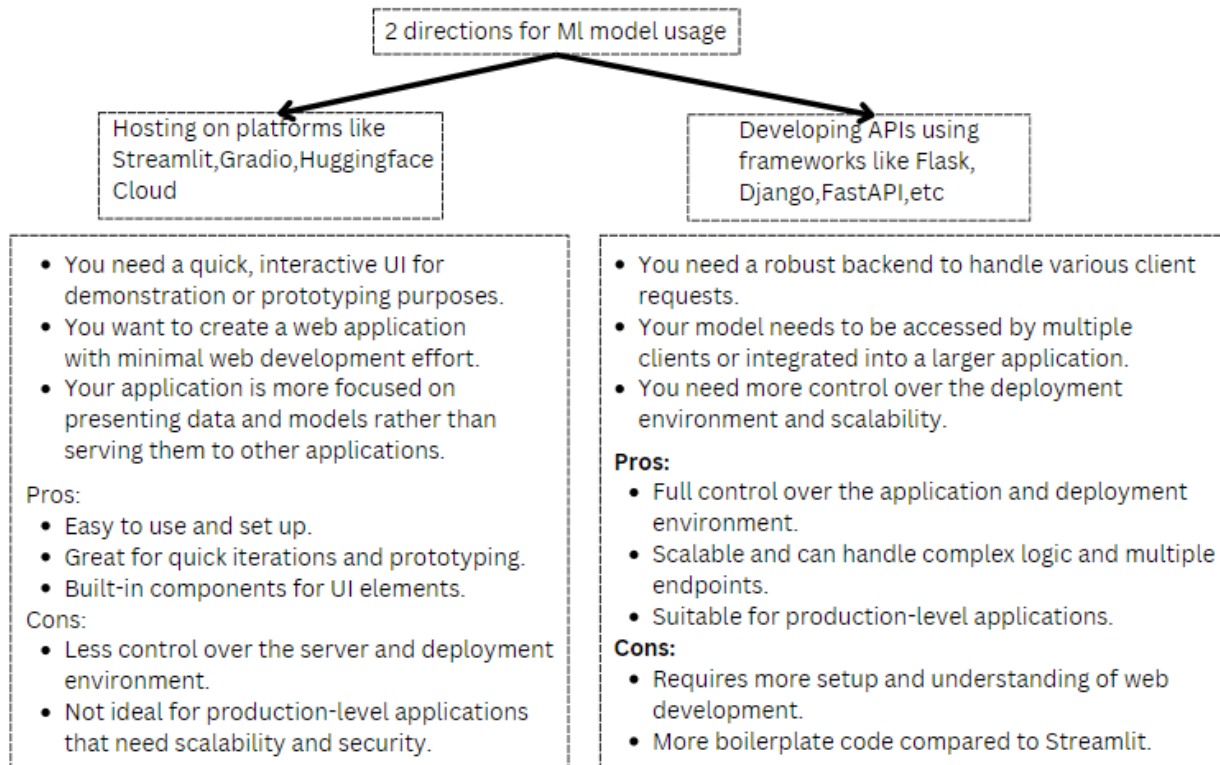 2 directions for Ml model usage
Hosting on platforms like
Streamlit,Gradio,Huggingface
Cloud
Developing APIs using
frameworks like Flask,
Django,FastAPI,etc
• You need a quick, interactive UI for
demonstration or prototyping purposes.
• You want to create a web application
with minimal web development effort.
• Your application is more focused on
presenting data and models rather than
serving them to other applications.
Pros:
• Easy to use and set up.
• Great for quick iterations and prototyping.
• Built-in components for UI elements.
Cons:
• Less control over the server and deployment
environment.
• Not ideal for production-level applications
that need scalability and security.
• You need a robust backend to handle various client
requests.
• Your model needs to be accessed by multiple
clients or integrated into a larger application.
• You need more control over the deployment
environment and scalability.
Pros:
• Full control over the application and deployment
environment.
• Scalable and can handle complex logic and multiple
endpoints.
• Suitable for production-level applications.
Cons:
• Requires more setup and understanding of web
development.
• More boilerplate code compared to Streamlit.